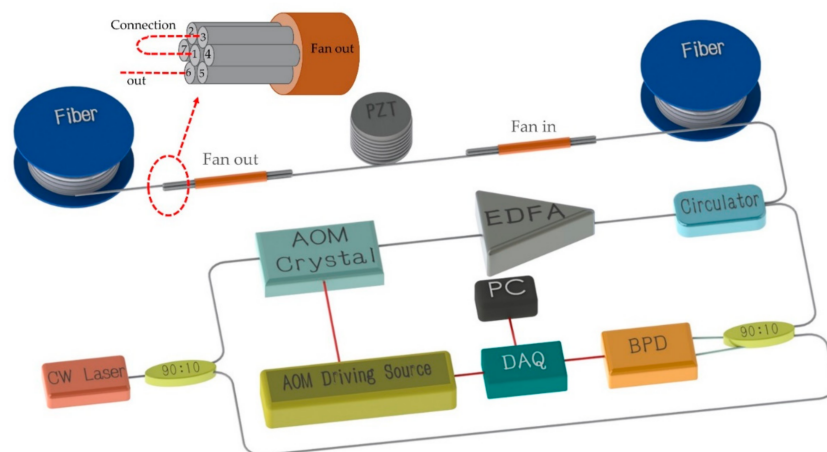 Connection
2
3
7
1
4
6
5
Fan out
out
Fiber
PZT
Fiber
Fan in
Fan out
AOM
Crystal
EDFA
Circulator
PC
CW Laser
90:10
AOM Driving Source
DAQ
BPD
90:10